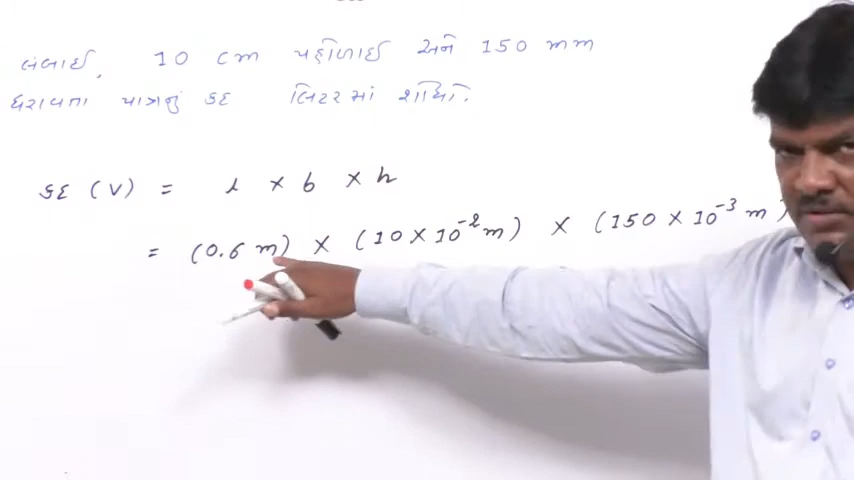 લંબાઈ, 10 cm પહોળાઈ અને 150 mm
ધરાવતા પાત્રનું કદ લિટરમાં શોધો.
કદ (V) = l × b × h
= (0.6 m) × (10 × 10⁻² m) × (150 × 10⁻³ m)